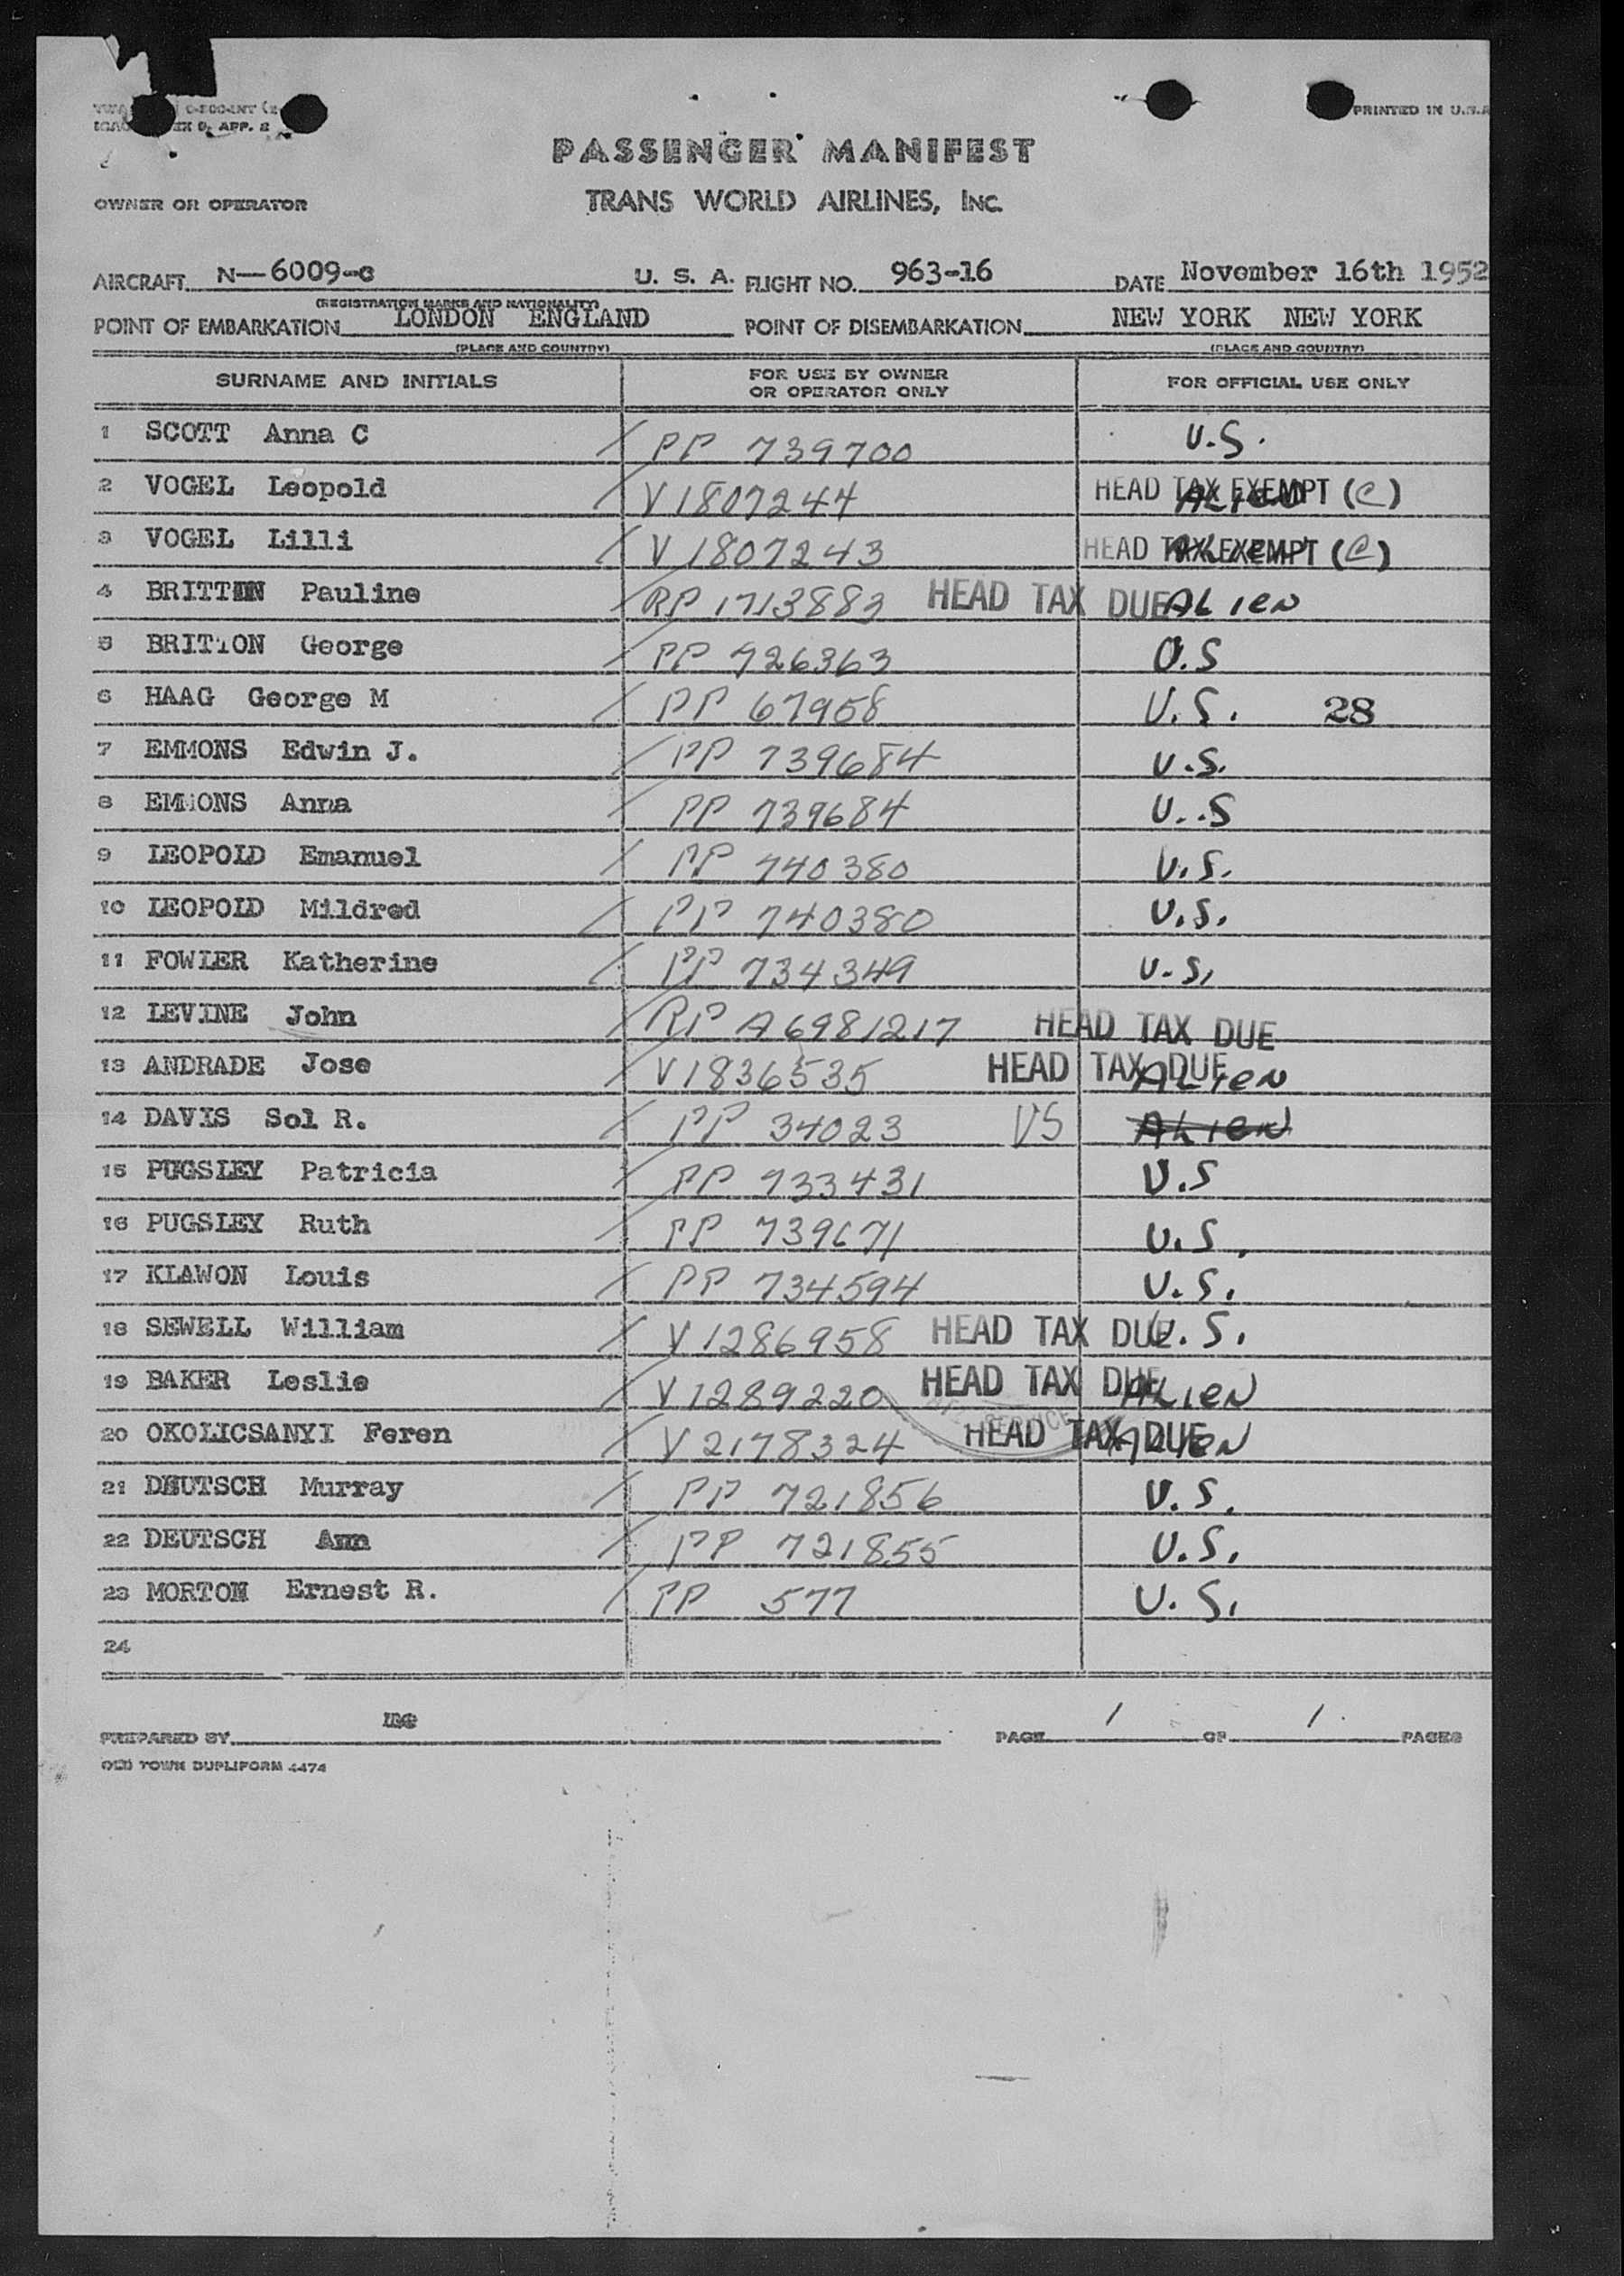 PRINTED IN U.S.A
APP. 2
PASSENGER MANIFEST
OWNER OR OPERATOR
TRANS WORLD AIRLINES, INC.
AIRCRAFT N-6009-C U. S. A. FLIGHT NO. 963-16 DATE November 16th 1952
(REGISTRATION MARKS AND NATIONALITY)
POINT OF EMBARKATION LONDON ENGLAND POINT OF DISEMBARKATION NEW YORK NEW YORK
(PLACE AND COUNTRY) (PLACE AND COUNTRY)
SURNAME AND INITIALS FOR USE BY OWNER OR OPERATOR ONLY FOR OFFICIAL USE ONLY
1 SCOTT Anna C / PP 739700 U.S.
2 VOGEL Leopold / V 1807244 HEAD TAX EXEMPT (C) ALIEN
3 VOGEL Lilli / V 1807243 HEAD TAX EXEMPT (C) ALIEN
4 BRITTON Pauline / RP 1713883 HEAD TAX DUE ALIEN
5 BRITTON George / PP 726363 U.S
6 HAAG George M / PP 67958 U.S. 28
7 EMMONS Edwin J. / PP 739684 U.S.
8 EMMONS Anna / PP 739684 U..S
9 LEOPOLD Emanuel / PP 740380 U.S.
10 LEOPOLD Mildred / PP 740380 U.S.
11 FOWLER Katherine / PP 734349 U.S.
12 LEVINE John / RP A6981217 HEAD TAX DUE
13 ANDRADE Jose / V 1836535 HEAD TAX DUE ALIEN
14 DAVIS Sol R. / PP 34023 US ALIEN
15 PUGSLEY Patricia / PP 733431 U.S
16 PUGSLEY Ruth / PP 739671 U.S.
17 KLAWON Louis / PP 734594 U.S.
18 SEWELL William / V 1286958 HEAD TAX DUE U.S.
19 BAKER Leslie / V 1289220 HEAD TAX DUE ALIEN
20 OKOLICSANYI Feren / V 2178324 HEAD TAX DUE ALIEN
21 DEUTSCH Murray / PP 721856 U.S.
22 DEUTSCH Ann / PP 721855 U.S.
23 MORTON Ernest R. / PP 577 U.S.
24
PREPARED BY PAGE 1 OF 1 PAGES
OLD TOWN DUPLIFORM 4474